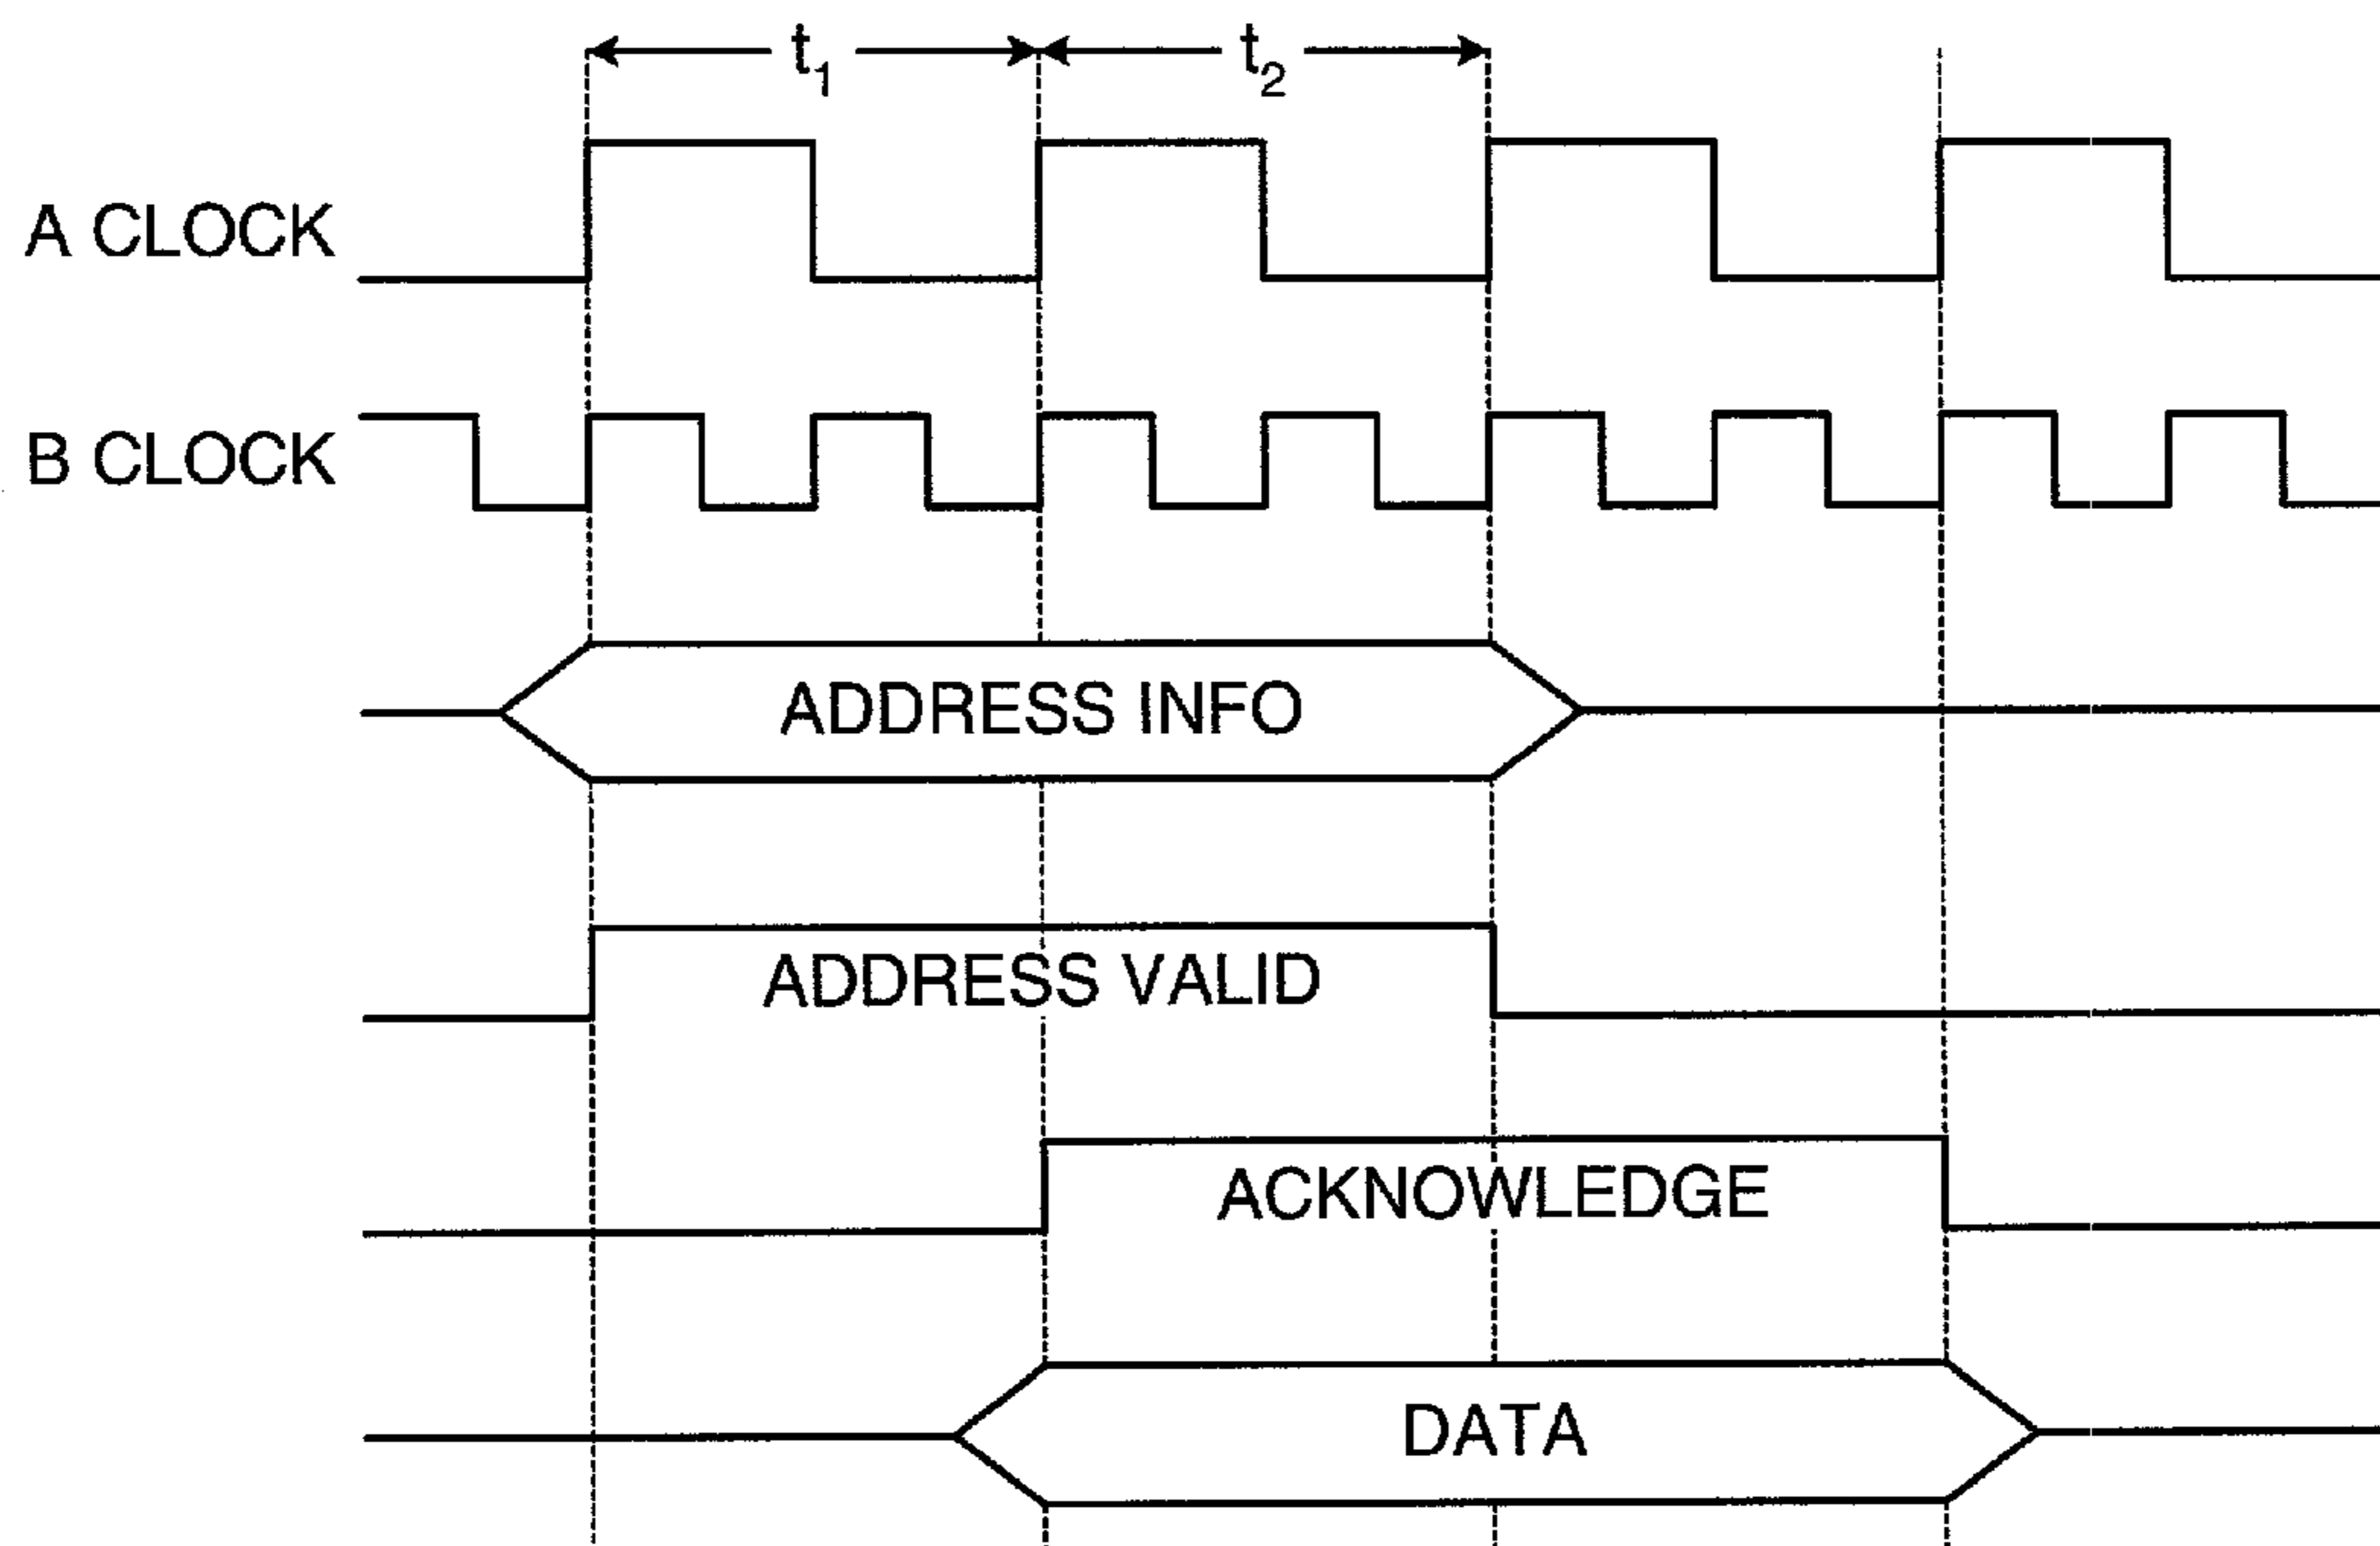 t1 t2
A CLOCK
B CLOCK
ADDRESS INFO
ADDRESS VALID
ACKNOWLEDGE
DATA